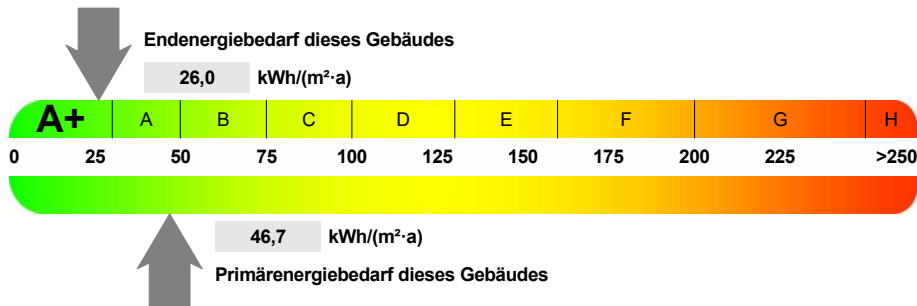 Endenergiebedarf dieses Gebäudes
26,0 kWh/(m²·a)
A+ A B C D E F G H
0 25 50 75 100 125 150 175 200 225 >250
46,7 kWh/(m²·a)
Primärenergiebedarf dieses Gebäudes